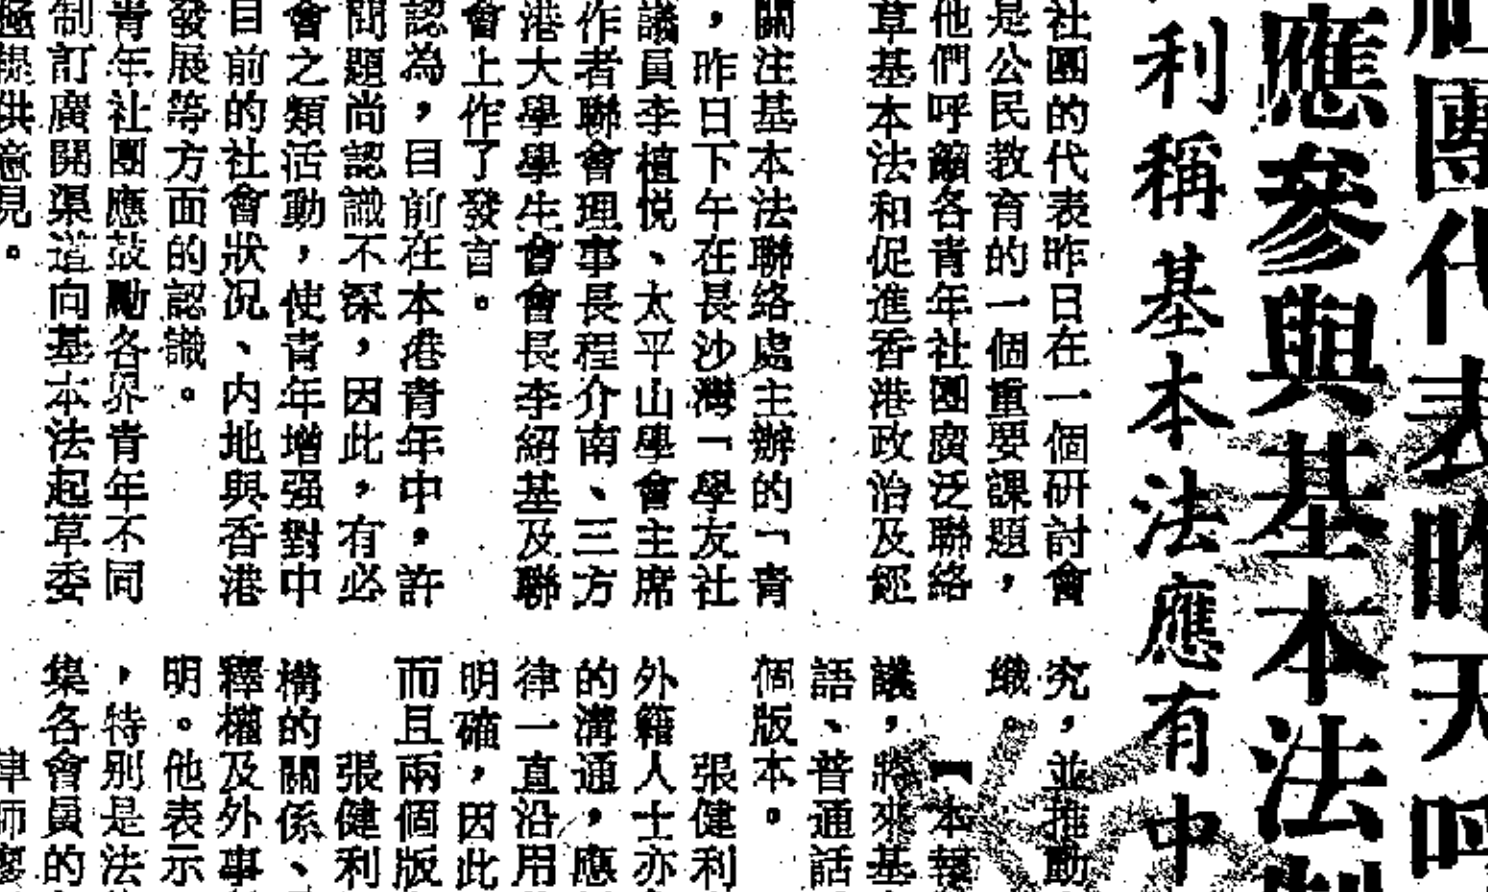 社團代表昨天呼
應參與基本法制
利稱基本法應有中
社團的代表昨日在一個研討會
是公民教育的一個重要課題，
他們呼籲各青年社團廣泛聯絡
草基本法和促進香港政治及經
關注基本法聯絡處主辦的「青
，昨日下午在長沙灣「學友社
議員李植悅、太平山學會主席
作者聯會理事長程介南、三方
港大學學生會會長李紹基及聯
會上作了發言。
認為，目前在本港青年中，許
問題尚認識不深，因此，有必
會之類活動，使青年增强對中
目前的社會狀況、內地與香港
發展等方面的認識。
青年社團應鼓勵各界青年不同
制訂廣開渠道向基本法起草委
極提供意見。
究，並推動
織。
【本報
議，將來基
語、普通話
個版本。
張健利
外籍人士亦
的溝通，應
律一直沿用
明確，因此
而且兩個版
張健利
構的關係、
釋權及外事
明。他表示
，特別是法
集各會員的
律師